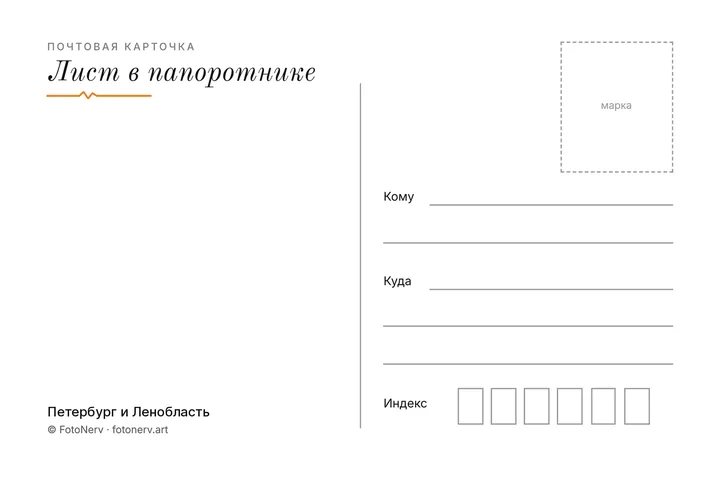 ПОЧТОВАЯ КАРТОЧКА
Лист в папоротнике
марка
Кому
Куда
Индекс
Петербург и Ленобласть
© FotoNerv · fotonerv.art